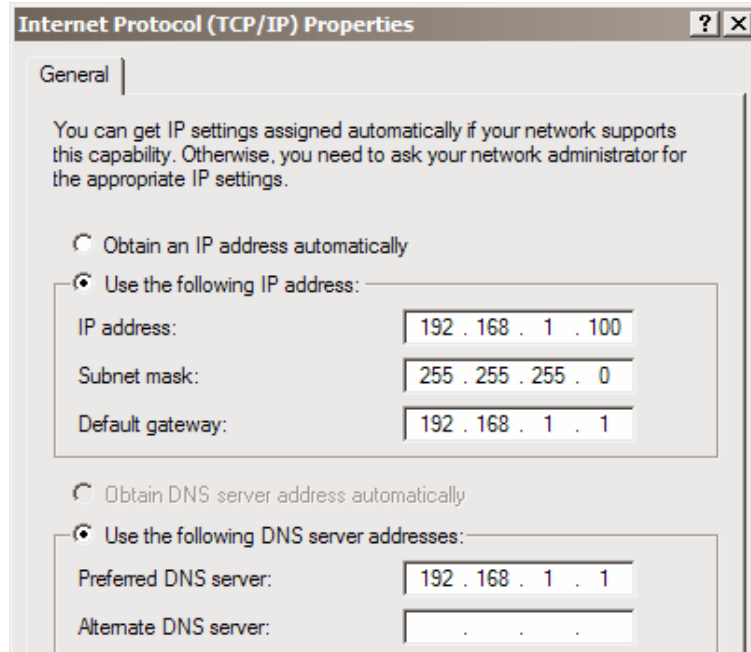 Internet Protocol (TCP/IP) Properties ? X
General
You can get IP settings assigned automatically if your network supports
this capability. Otherwise, you need to ask your network administrator for
the appropriate IP settings.
Obtain an IP address automatically
Use the following IP address:
IP address: 192 . 168 . 1 . 100
Subnet mask: 255 . 255 . 255 . 0
Default gateway: 192 . 168 . 1 . 1
Obtain DNS server address automatically
Use the following DNS server addresses:
Preferred DNS server: 192 . 168 . 1 . 1
Alternate DNS server: . . .